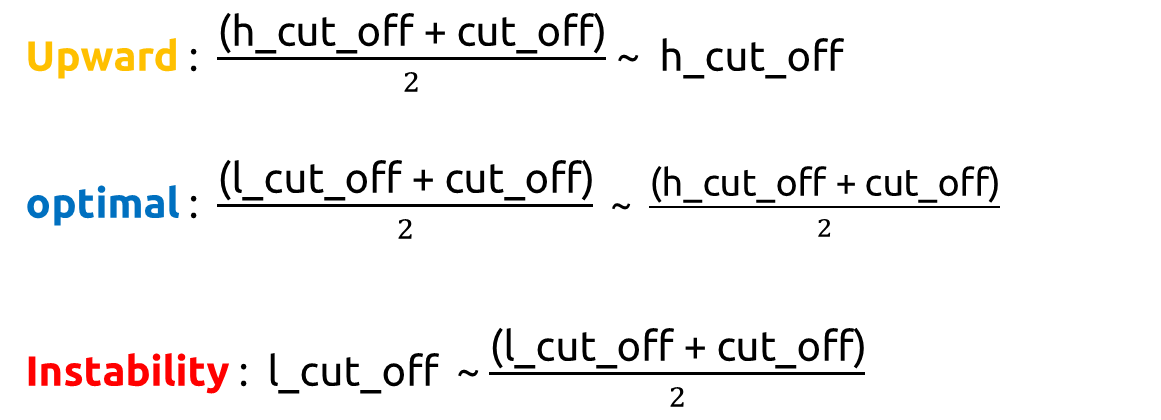 Upward : (h_cut_off + cut_off) / 2 ~ h_cut_off
optimal : (l_cut_off + cut_off) / 2 ~ (h_cut_off + cut_off) / 2
Instability : l_cut_off ~ (l_cut_off + cut_off) / 2